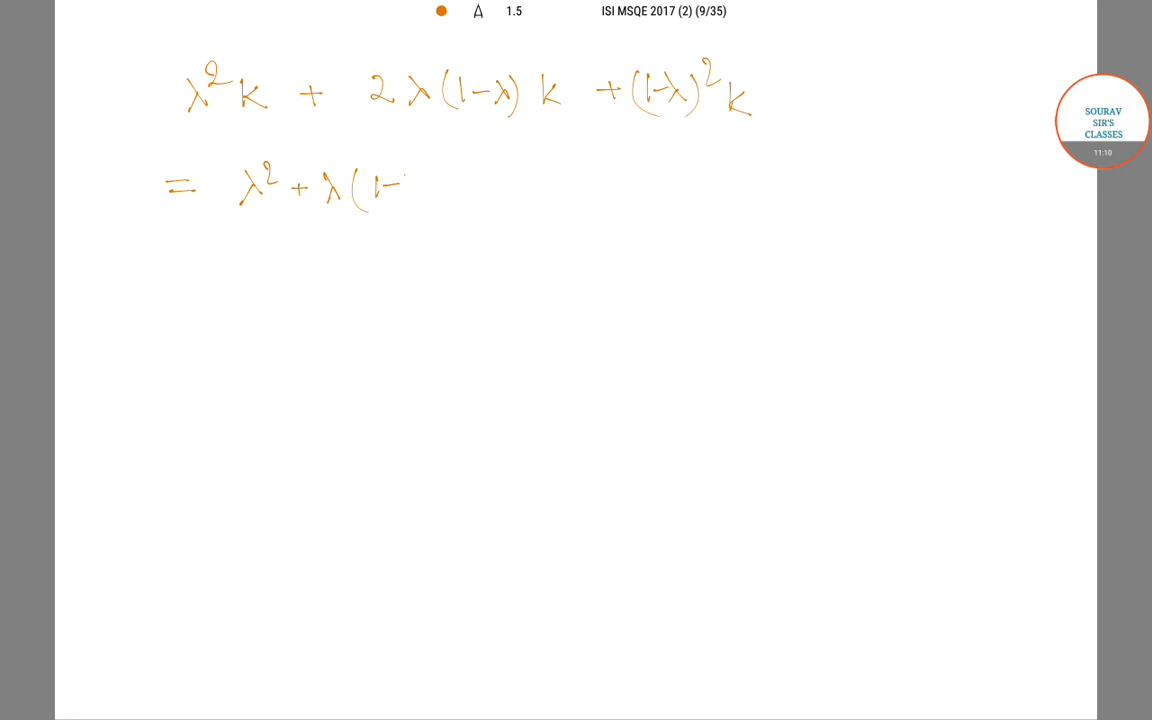 1.5 ISI MSQE 2017 (2) (9/35)
λ²k + 2λ(1-λ)k + (1-λ)²k
= λ² + λ(1-
SOURAV
SIR'S
CLASSES
11:10